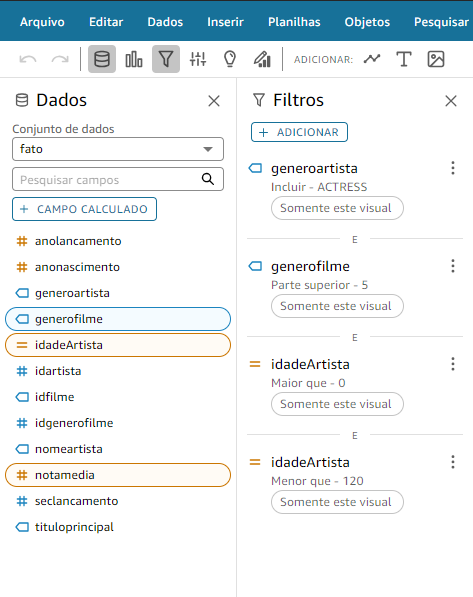 Arquivo Editar Dados Inserir Planilhas Objetos Pesquisar
ADICIONAR:
Dados
Conjunto de dados
fato
Pesquisar campos
+ CAMPO CALCULADO
anolancamento
anonascimento
generoartista
generofilme
idadeArtista
idartista
idfilme
idgenerofilme
nomeartista
notamedia
seclancamento
tituloprincipal
Filtros
+ ADICIONAR
generoartista
Incluir - ACTRESS
Somente este visual
E
generofilme
Parte superior - 5
Somente este visual
E
idadeArtista
Maior que - 0
Somente este visual
E
idadeArtista
Menor que - 120
Somente este visual